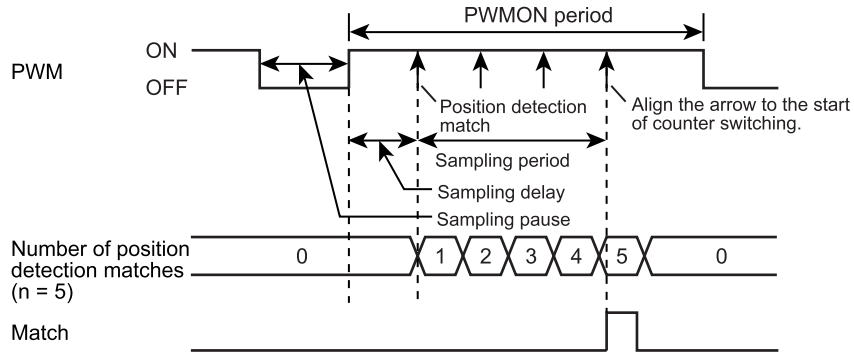 PWMON period
PWM
ON
OFF
Position detection
match
Align the arrow to the start
of counter switching.
Sampling period
Sampling delay
Sampling pause
Number of position
detection matches
(n = 5)
0 1 2 3 4 5 0
Match